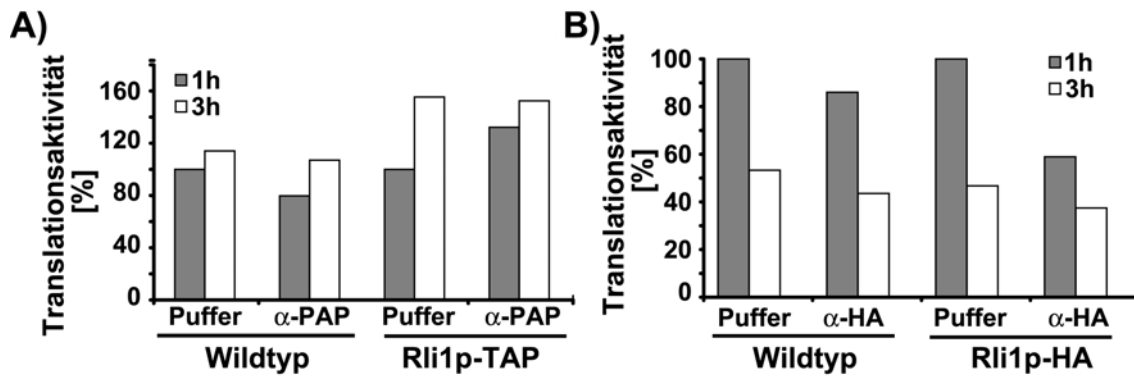 A)
Translationsaktivität
[%]
160
120
80
40
0
1h
3h
Puffer α-PAP Puffer α-PAP
Wildtyp Rli1p-TAP
B)
Translationsaktivität
[%]
100
80
60
40
20
0
1h
3h
Puffer α-HA Puffer α-HA
Wildtyp Rli1p-HA